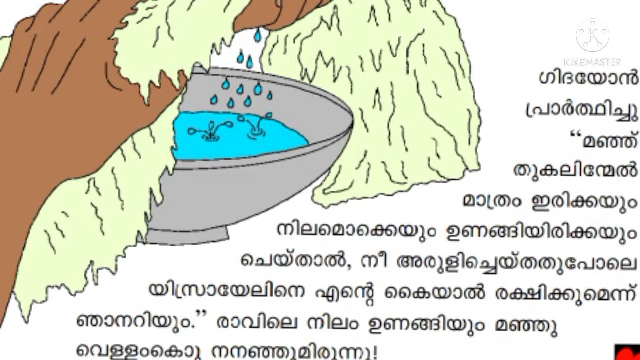 KINEMASTER
ഗിദയോൻ
പ്രാർത്ഥിച്ചു
“മഞ്ഞ്
തുകലിന്മേൽ
മാത്രം ഇരിക്കയും
നിലമൊക്കെയും ഉണങ്ങിയിരിക്കയും
ചെയ്താൽ, നീ അരുളിച്ചെയ്തതുപോലെ
യിസ്രായേലിനെ എന്റെ കൈയാൽ രക്ഷിക്കുമെന്ന്
ഞാനറിയും.” രാവിലെ നിലം ഉണങ്ങിയും മഞ്ഞു
നനഞ്ഞുമിരുന്നു!